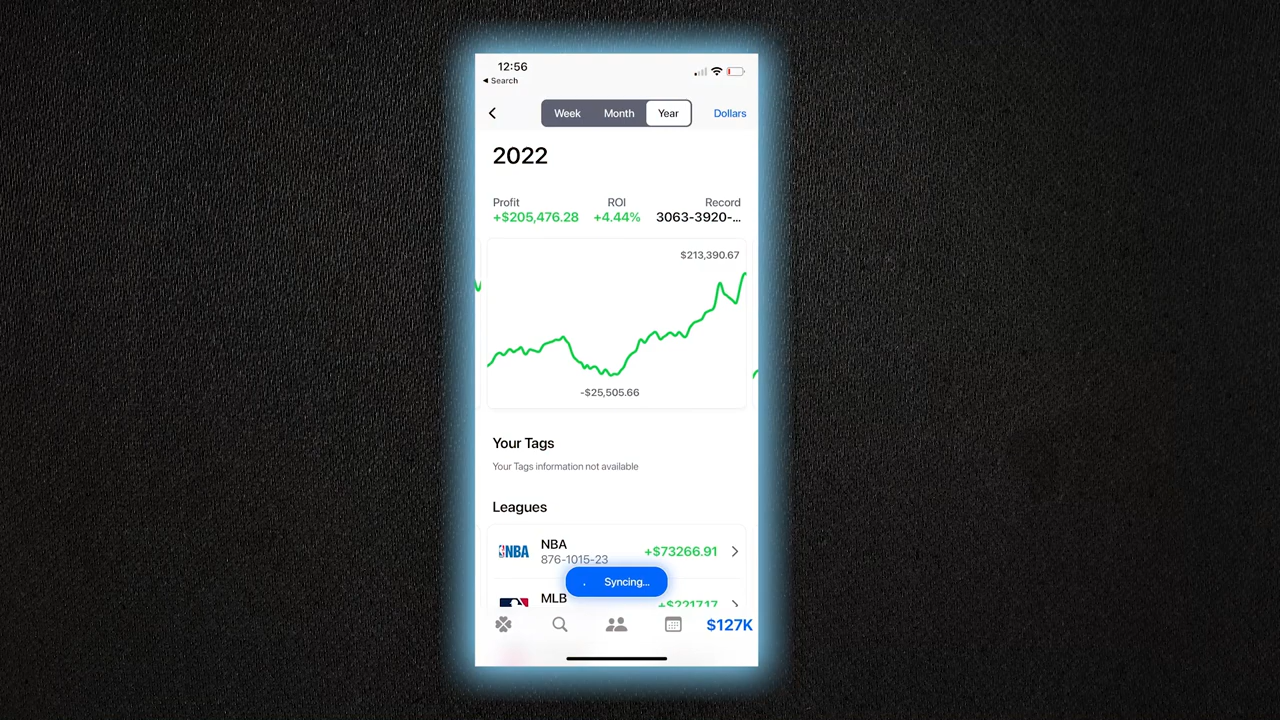 12:56
Search
Week Month Year Dollars
2022
Profit ROI Record
+$205,476.28 +4.44% 3063-3920-...
$213,390.67
-$25,505.66
Your Tags
Your Tags information not available
Leagues
NBA NBA +$73266.91
876-1015-23
Syncing...
MLB +$2217.17
$127K